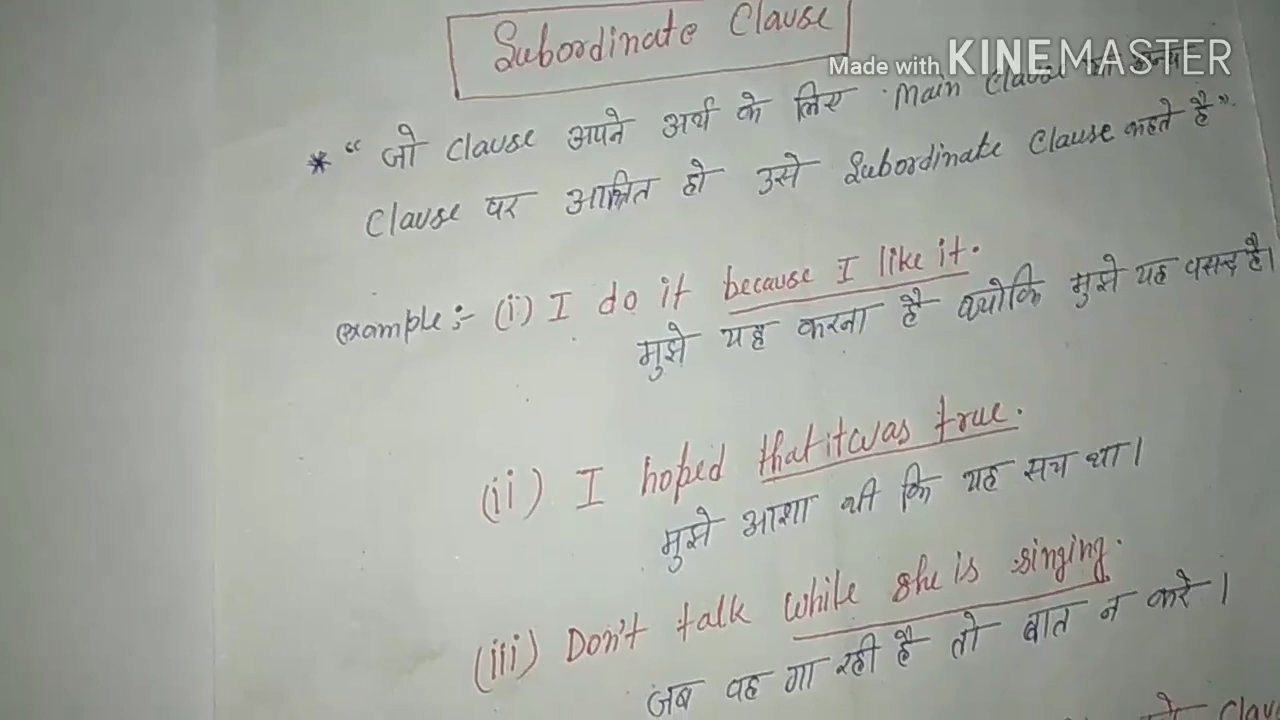 Subordinate Clause
Made with KINEMASTER
* “ जो Clause अपने अर्थ के लिए Main Clause या अन्य
Clause पर आश्रित हो उसे Subordinate Clause कहते है”.
example:- (i) I do it because I like it.
मुझे यह करना है क्योकि मुझे यह पसन्द है।
(ii) I hoped that it was true.
मुझे आशा थी कि यह सच था।
(iii) Don't talk while she is singing.
जब वह गा रही है तो बात न करे।